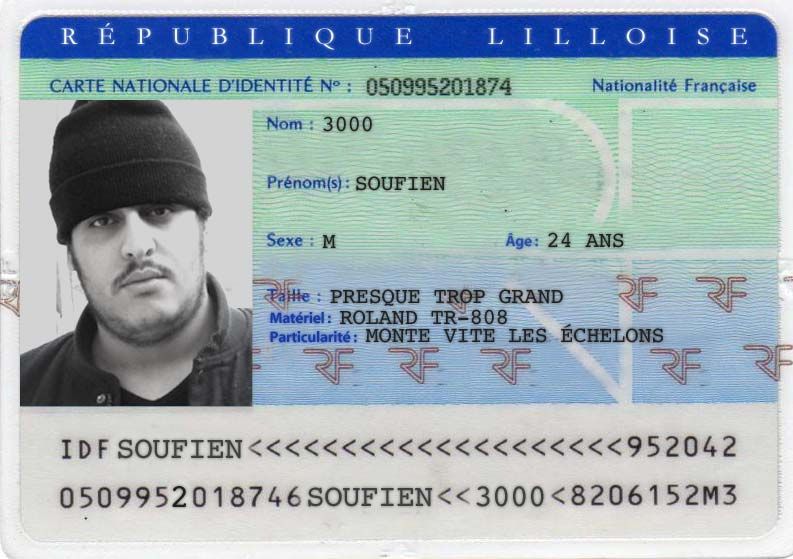 RÉPUBLIQUE LILLOISE
CARTE NATIONALE D'IDENTITÉ Nº : 050995201874 Nationalité Française
Nom : 3000
Prénom(s) : SOUFIEN
Sexe : M Âge : 24 ANS
Taille : PRESQUE TROP GRAND
Matériel : ROLAND TR-808
Particularité : MONTE VITE LES ÉCHELONS
RF RF RF
RF RF RF RF RF RF
IDFSOUFIEN<<<<<<<<<<<<<<<<<<<<<952042
0509952018746SOUFIEN<<3000<8206152M3